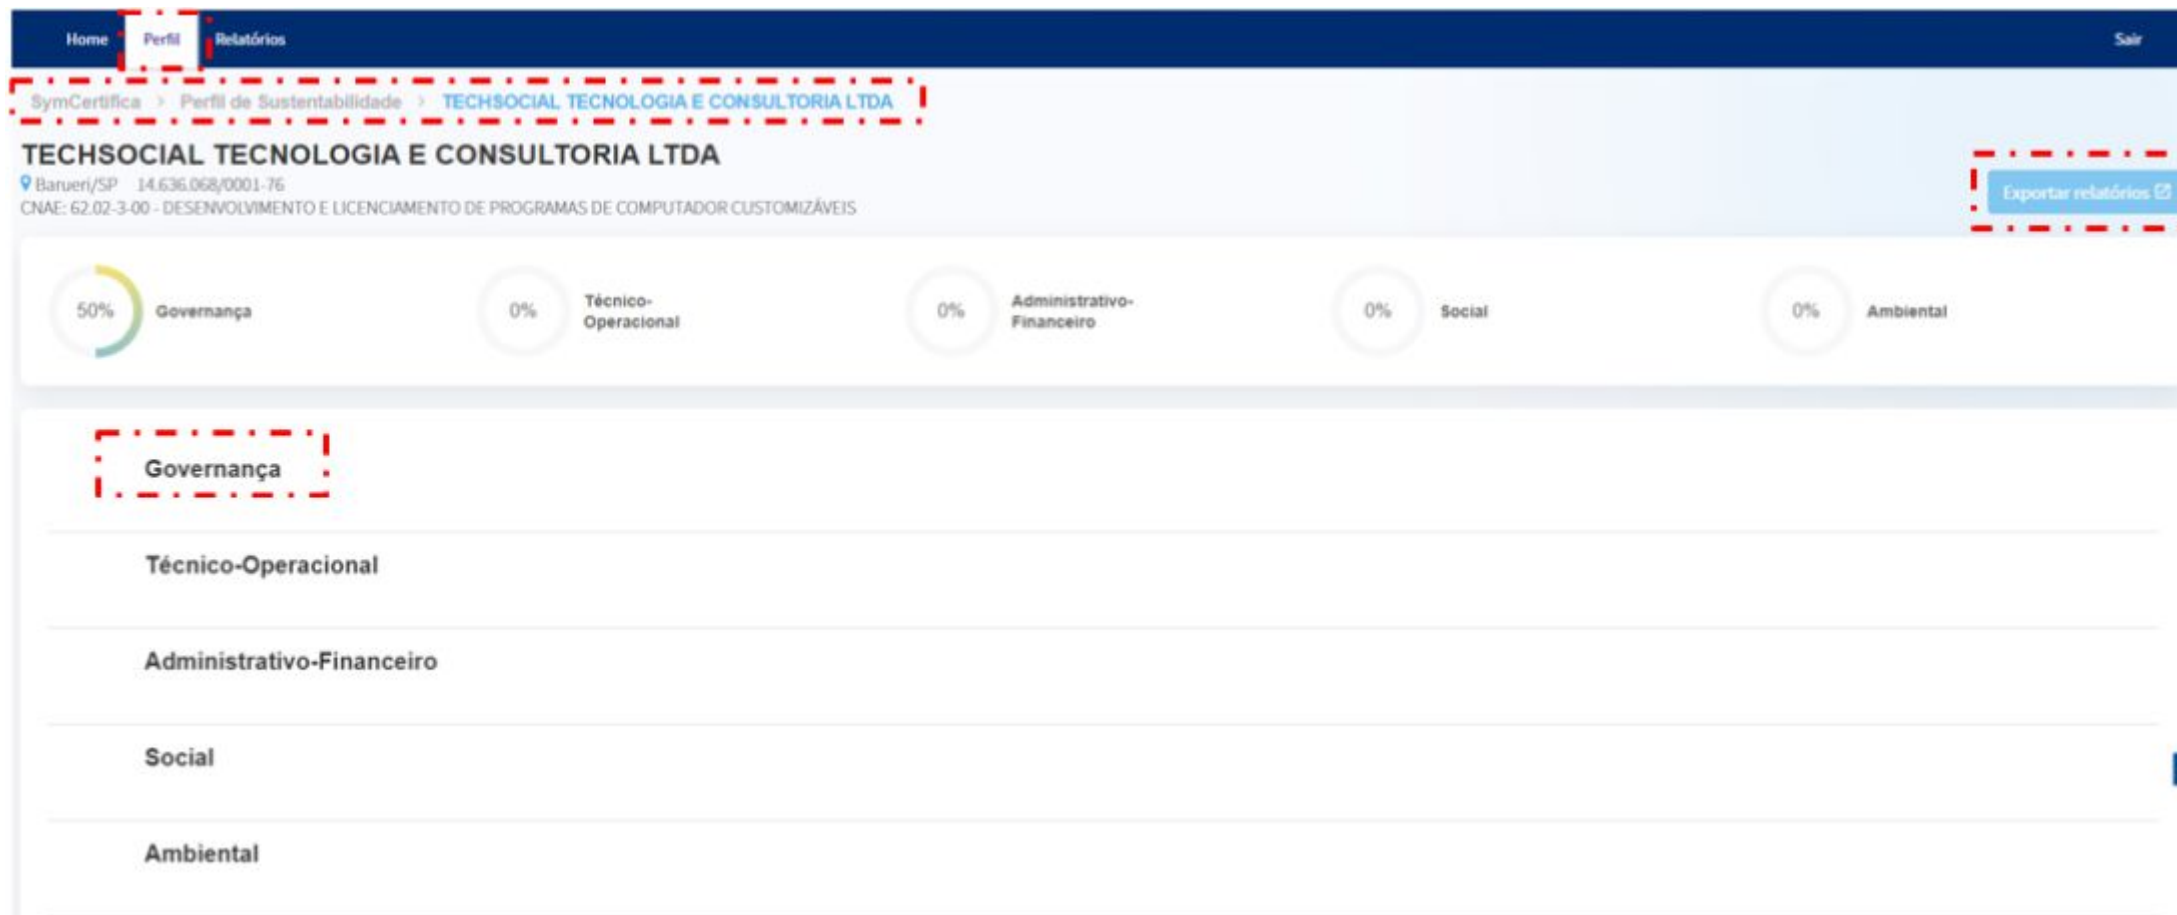 Home Perfil Relatórios Sair
SymCertifica > Perfil de Sustentabilidade > TECHSOCIAL TECNOLOGIA E CONSULTORIA LTDA
TECHSOCIAL TECNOLOGIA E CONSULTORIA LTDA
Barueri/SP 14.636.068/0001-76
Exportar relatórios
CNAE: 62.02-3-00 - DESENVOLVIMENTO E LICENCIAMENTO DE PROGRAMAS DE COMPUTADOR CUSTOMIZÁVEIS
50% Governança
0% Técnico-
Operacional
0% Administrativo-
Financeiro
0% Social
0% Ambiental
Governança
Técnico-Operacional
Administrativo-Financeiro
Social
Ambiental